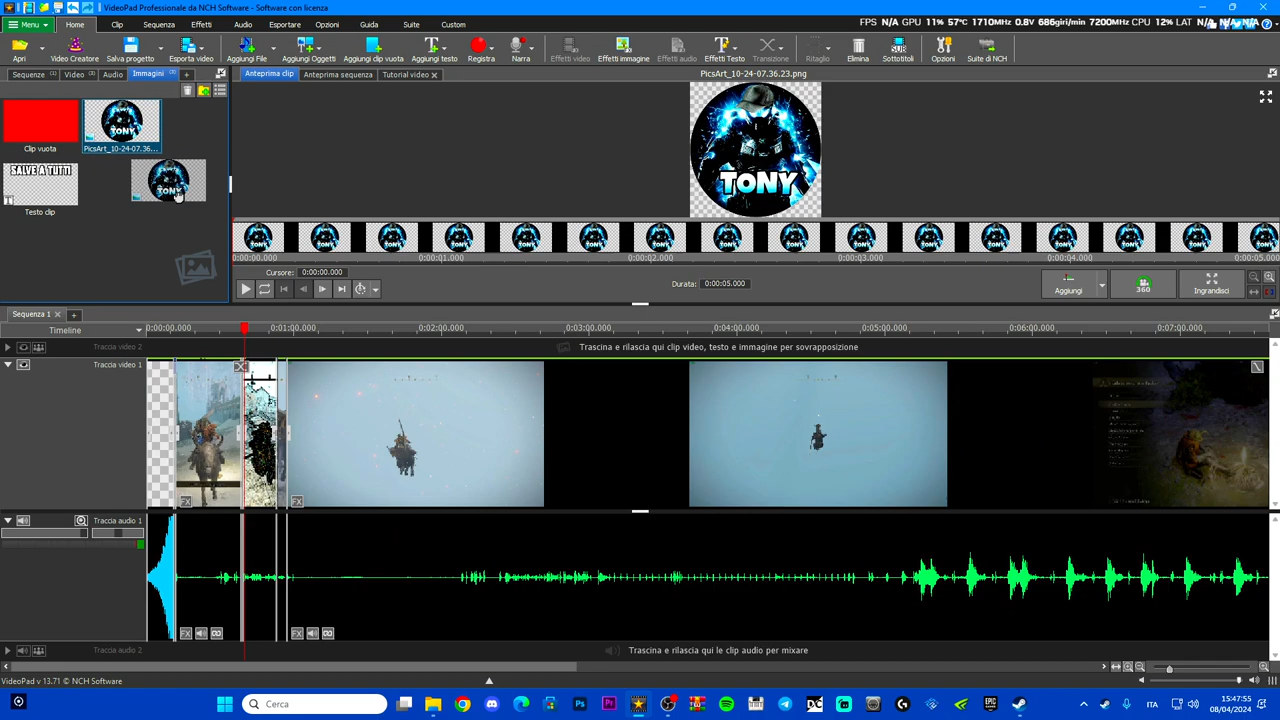 VideoPad Professionale da NCH Software - Software con licenza
Menu Home Clip Sequenza Effetti Audio Esportare Opzioni Guida Suite Custom
FPS N/A GPU 11% 57°C 1710MHz 0.8V 686giri/min 7200MHz CPU 12% LAT N/A N/A N/A
Apri Video Creatore Salva progetto Esporta video Aggiungi File Aggiungi Oggetti Aggiungi clip vuota Aggiungi testo Registra Narra Effetti video Effetti immagine Effetti audio Effetti Testo Transizione Ritaglio Elimina Sottotitoli Opzioni Suite di NCH
SUB
Sequenze Video Audio Immagini + Anteprima clip Anteprima sequenza Tutorial video
PicsArt_10-24-07.36.23.png
TONY
Clip vuota PicsArt_10-24-07.36...
SALVE A TUTTI
TONY
TONY
Testo clip
0:00:00.000 0:00:01.000 0:00:02.000 0:00:03.000 0:00:04.000 0:00:05.000
Cursore: 0:00:00.000
Durata: 0:00:05.000
Aggiungi 360 Ingrandisci
Sequenza 1 +
Timeline 0:00:00.000 0:01:00.000 0:02:00.000 0:03:00.000 0:04:00.000 0:05:00.000 0:06:00.000 0:07:00.000
Traccia video 2 Trascina e rilascia qui clip video, testo e immagine per sovrapposizione
Traccia video 1
FX FX
Traccia audio 1
FX FX
Traccia audio 2 Trascina e rilascia qui le clip audio per mixare
VideoPad v 13.71 © NCH Software
Cerca
ITA
15:47:55
08/04/2024